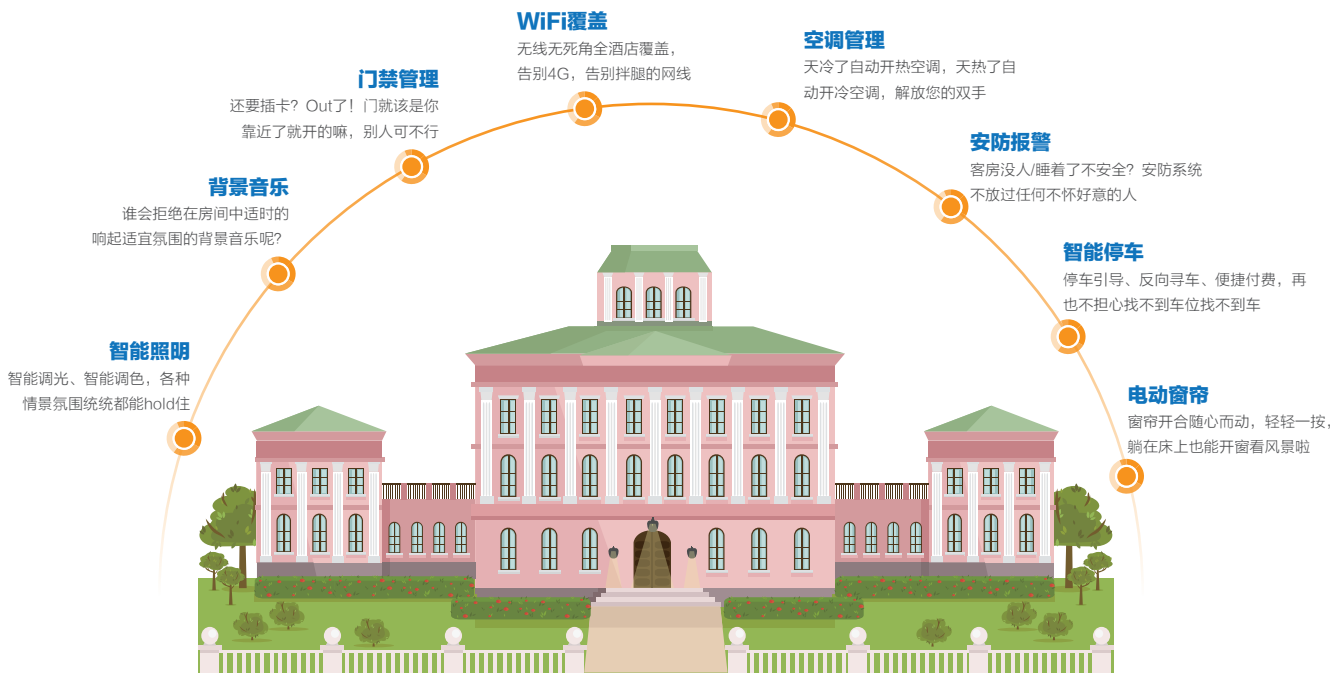 智能照明
智能调光、智能调色，各种
情景氛围统统都能hold住
背景音乐
谁会拒绝在房间中适时的
响起适宜氛围的背景音乐呢？
门禁管理
还要插卡？Out了！门就该是你
靠近了就开的嘛，别人可不行
WiFi覆盖
无线无死角全酒店覆盖，
告别4G，告别拌腿的网线
空调管理
天冷了自动开热空调，天热了自
动开冷空调，解放您的双手
安防报警
客房没人/睡着了不安全？安防系统
不放过任何不怀好意的人
智能停车
停车引导、反向寻车、便捷付费，再
也不担心找不到车位找不到车
电动窗帘
窗帘开合随心而动，轻轻一按，
躺在床上也能开窗看风景啦